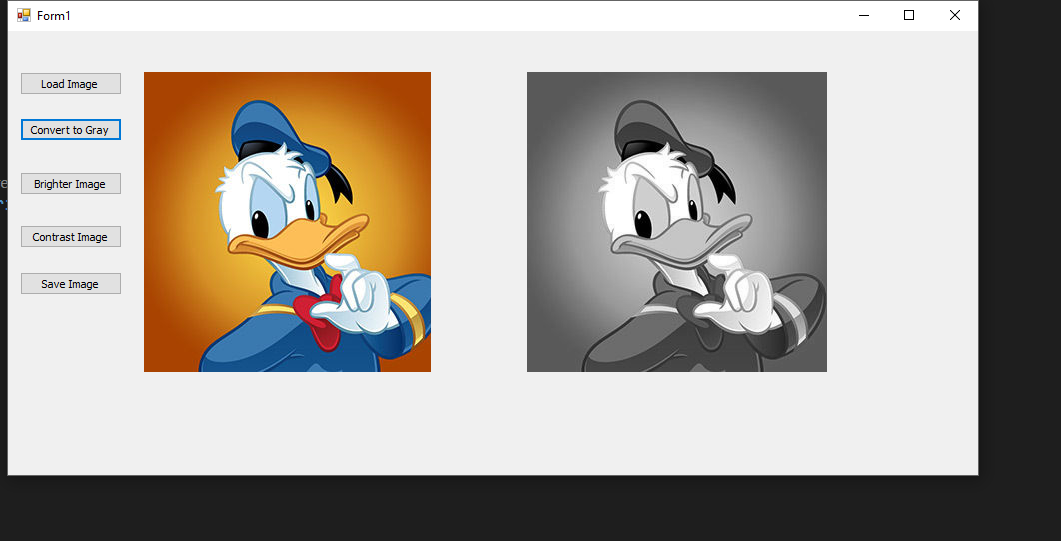 Form1
Load Image
Convert to Gray
Brighter Image
Contrast Image
Save Image